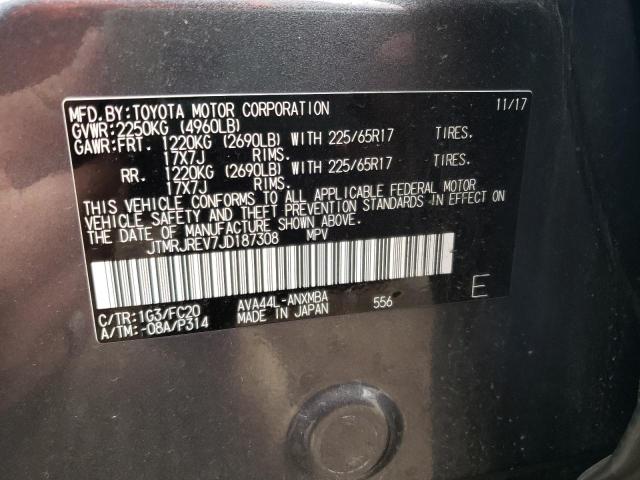 MFD.BY:TOYOTA MOTOR CORPORATION 11/17
GVWR:2250KG (4960LB)
GAWR:FRT. 1220KG (2690LB) WITH 225/65R17 TIRES.
17X7J RIMS.
RR. 1220KG (2690LB) WITH 225/65R17 TIRES.
17X7J RIMS.
THIS VEHICLE CONFORMS TO ALL APPLICABLE FEDERAL MOTOR
VEHICLE SAFETY AND THEFT PREVENTION STANDARDS IN EFFECT ON
THE DATE OF MANUFACTURE SHOWN ABOVE.
JTMRJREV7JD187308 MPV
C/TR:1G3/FC20 AVA44L-ANXMBA 556 E
A/TM:-08A/P314 MADE IN JAPAN